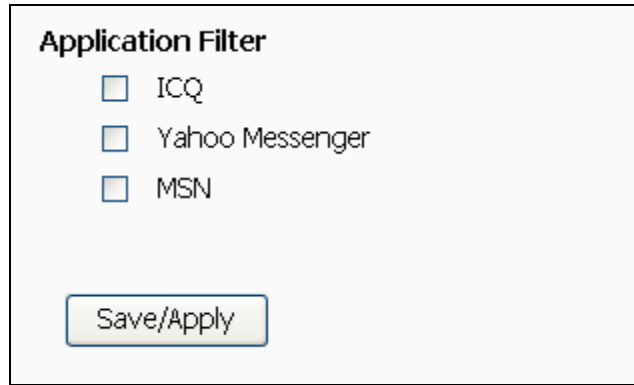 Application Filter
ICQ
Yahoo Messenger
MSN
Save/Apply